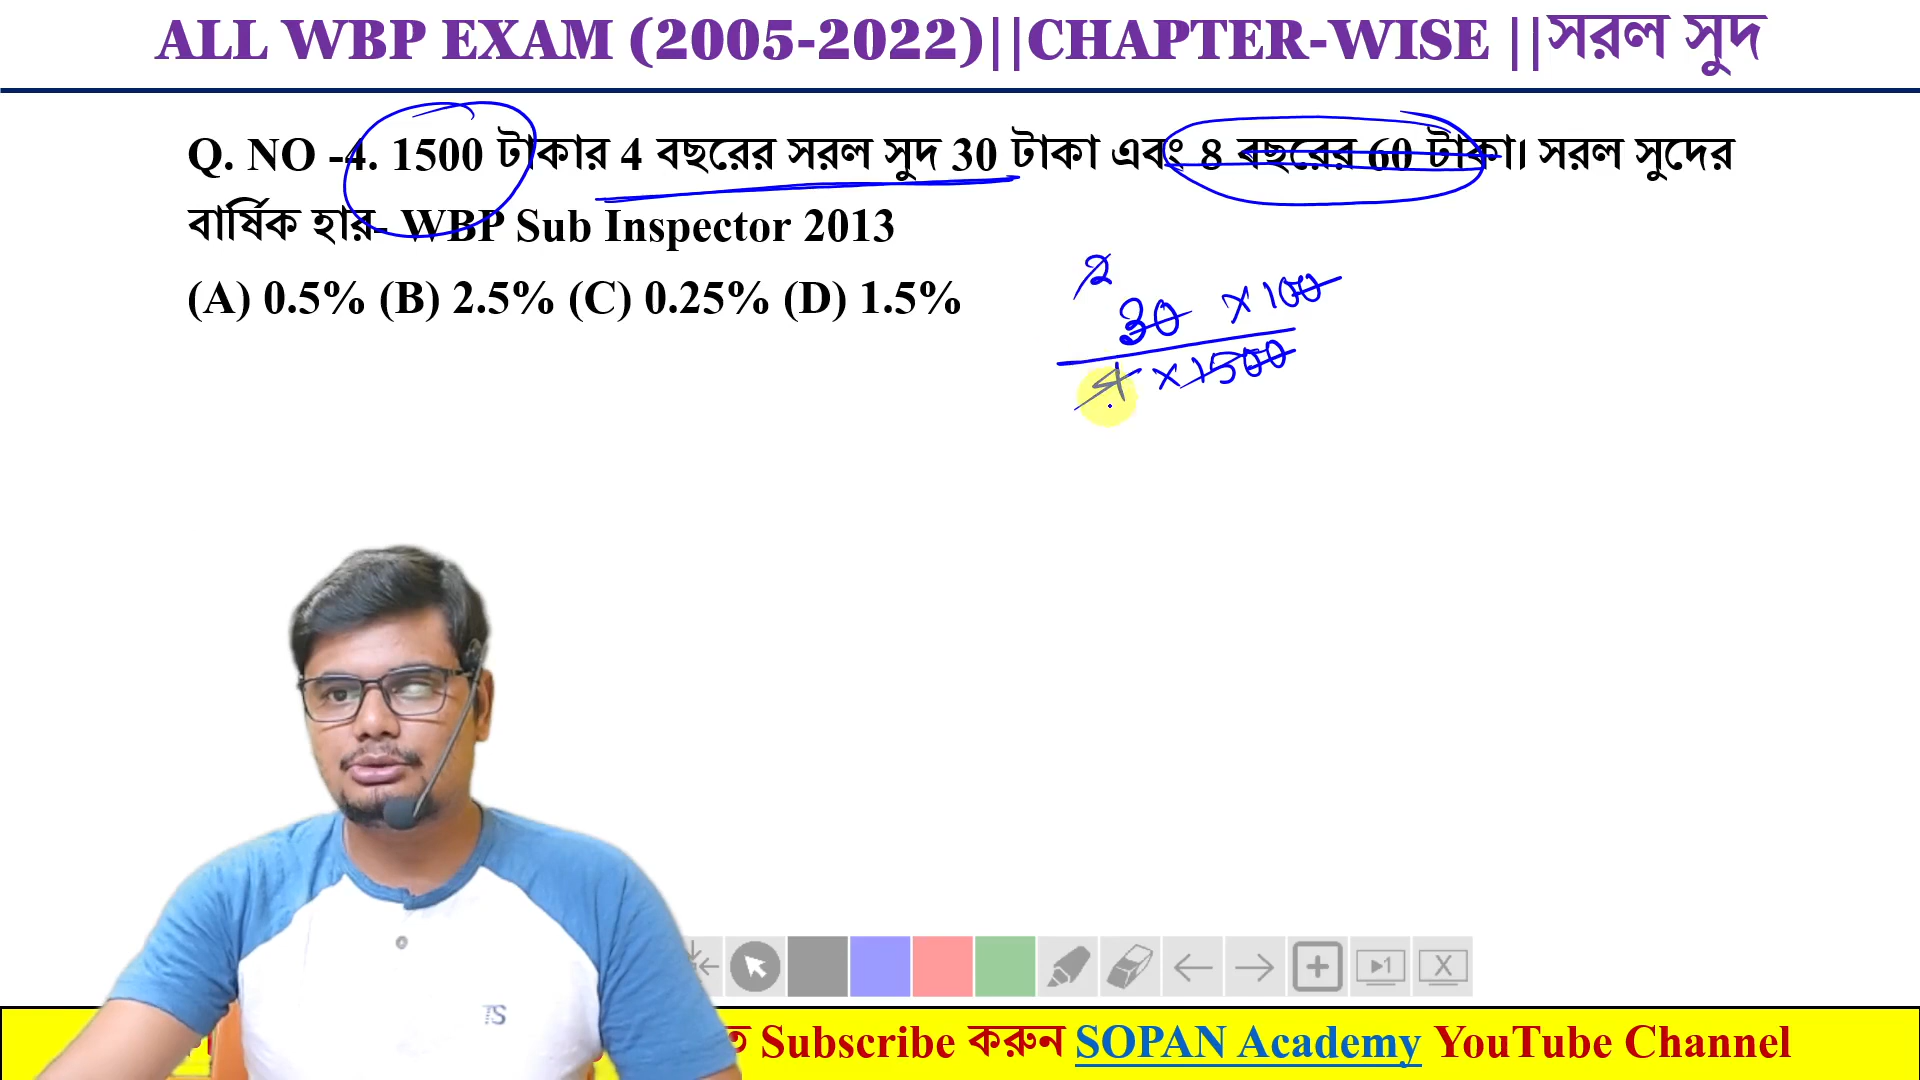 ALL WBP EXAM (2005-2022)||CHAPTER-WISE ||সরল সুদ
Q. NO -4. 1500 টাকার 4 বছরের সরল সুদ 30 টাকা এবং 8 বছরের 60 টাকা। সরল সুদের
বার্ষিক হার- WBP Sub Inspector 2013
(A) 0.5% (B) 2.5% (C) 0.25% (D) 1.5%
2
30 × 100
4 × 1500
TS
▶1 X
Subscribe করুন SOPAN Academy YouTube Channel